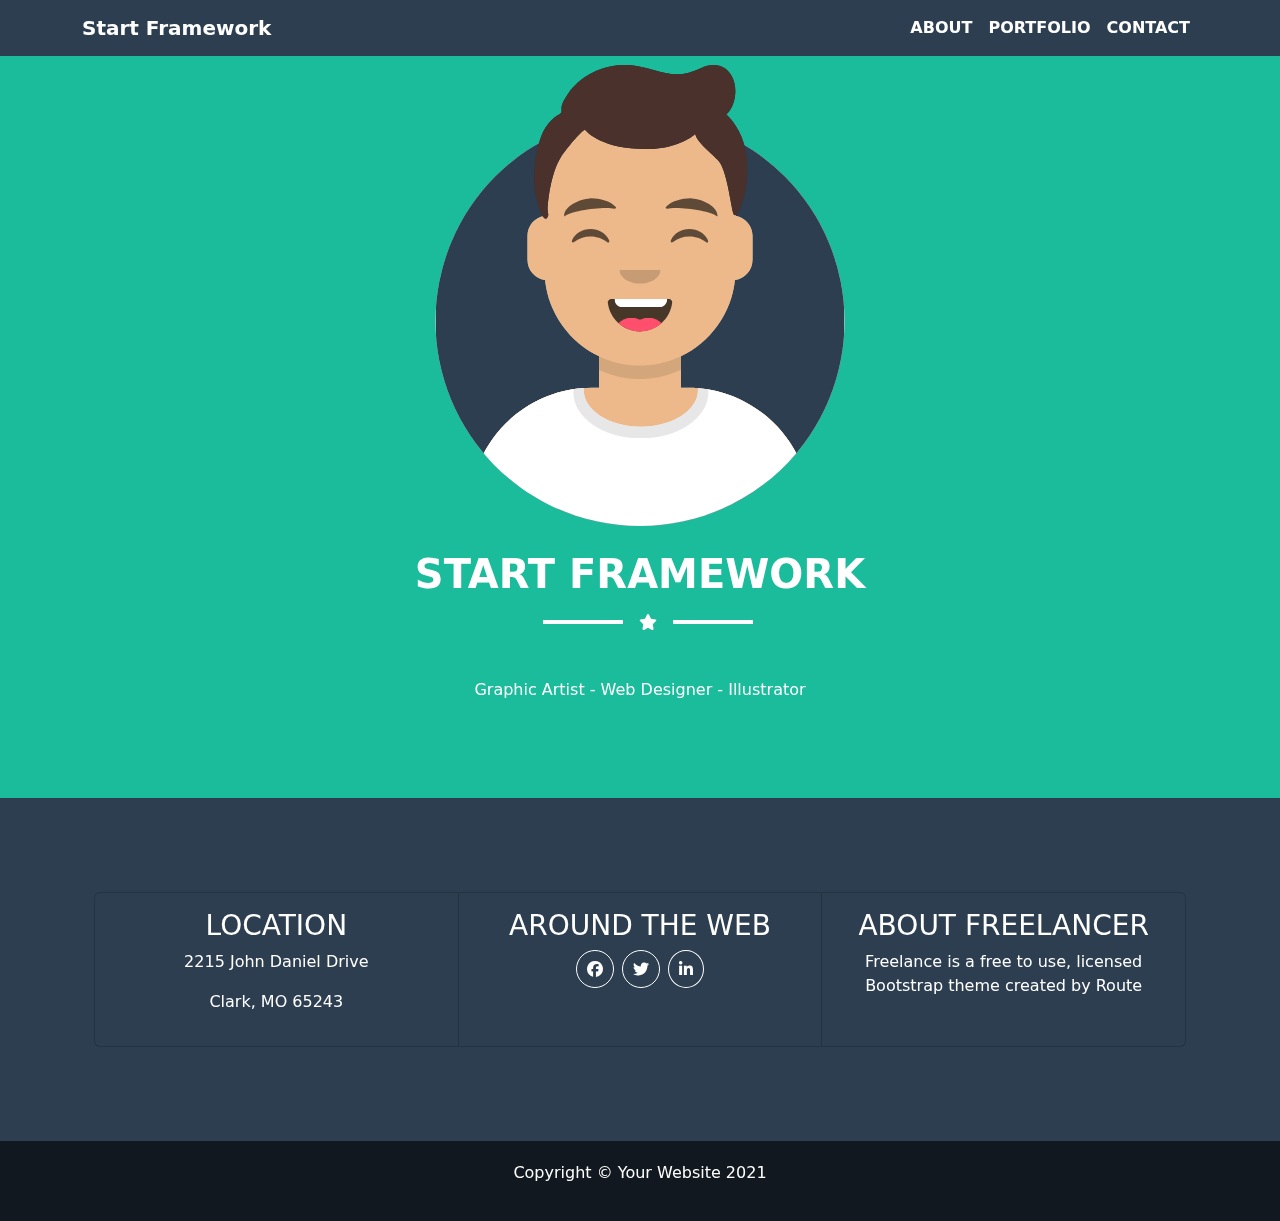 Start Framework
ABOUT PORTFOLIO CONTACT
START FRAMEWORK
Graphic Artist - Web Designer - Illustrator
LOCATION
2215 John Daniel Drive
Clark, MO 65243
AROUND THE WEB
ABOUT FREELANCER
Freelance is a free to use, licensed
Bootstrap theme created by Route
Copyright © Your Website 2021